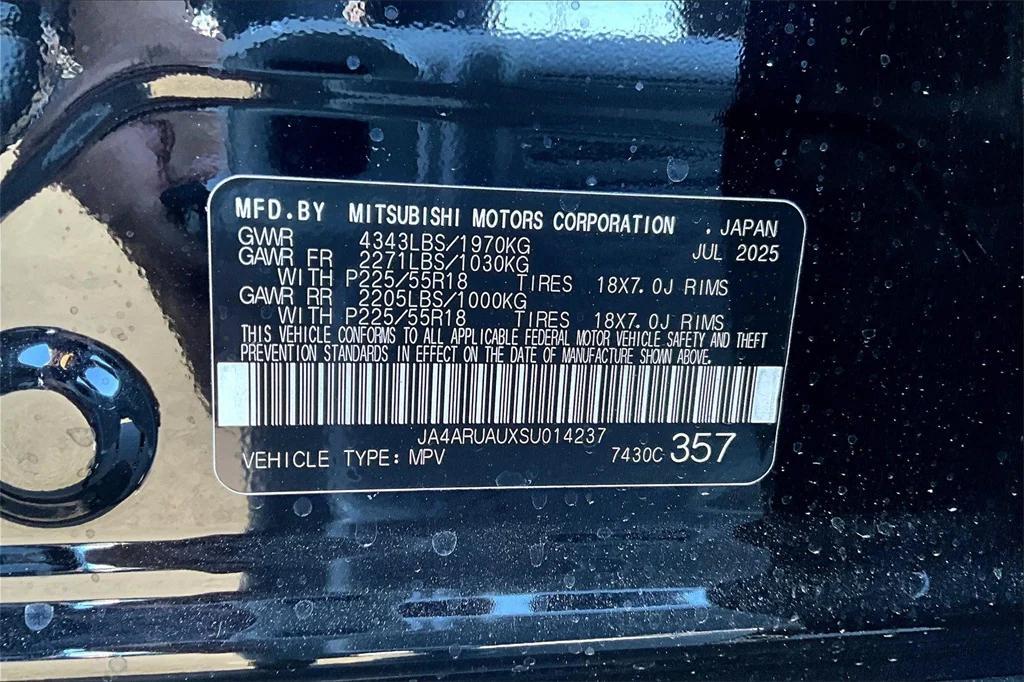 MFD.BY MITSUBISHI MOTORS CORPORATION . JAPAN
GVWR 4343LBS/1970KG JUL 2025
GAWR FR 2271LBS/1030KG
WITH P225/55R18 TIRES 18X7.0J RIMS
GAWR RR 2205LBS/1000KG
WITH P225/55R18 TIRES 18X7.0J RIMS
THIS VEHICLE CONFORMS TO ALL APPLICABLE FEDERAL MOTOR VEHICLE SAFETY AND THEFT
PREVENTION STANDARDS IN EFFECT ON THE DATE OF MANUFACTURE SHOWN ABOVE.
JA4ARUAUXSU014237
VEHICLE TYPE: MPV 7430C 357